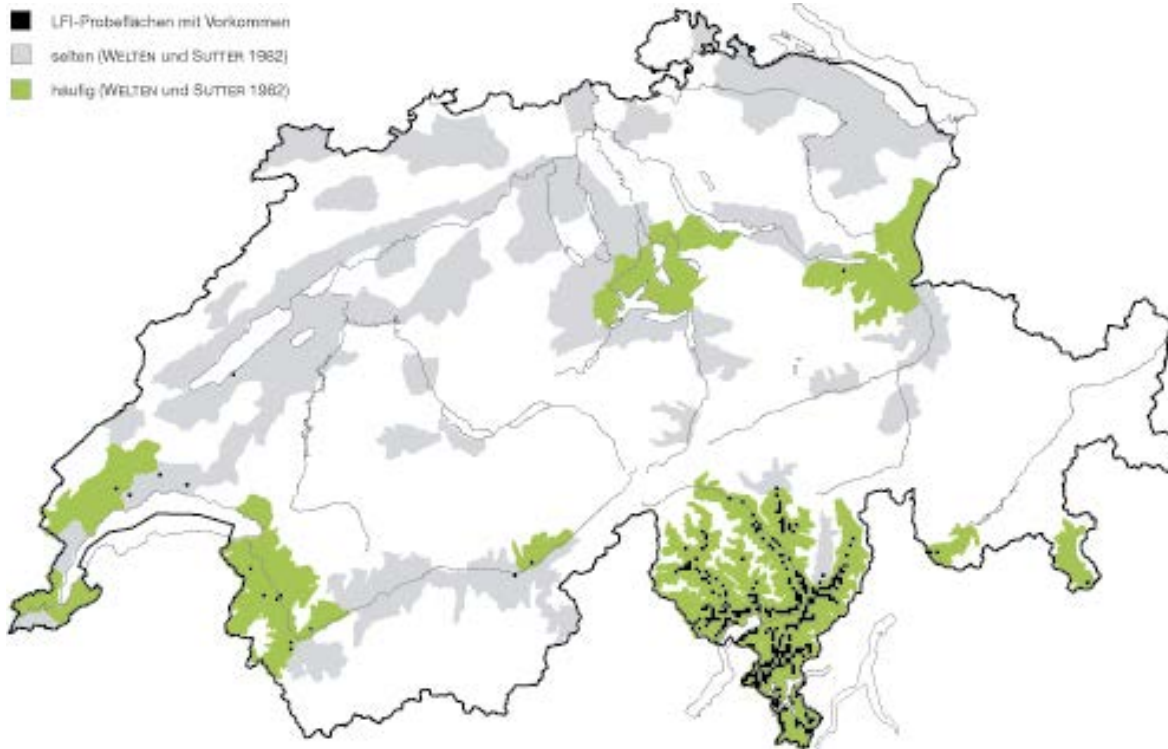 LFI-Probeflächen mit Vorkommen
selten (WELTEN und SUTTER 1982)
häufig (WELTEN und SUTTER 1982)